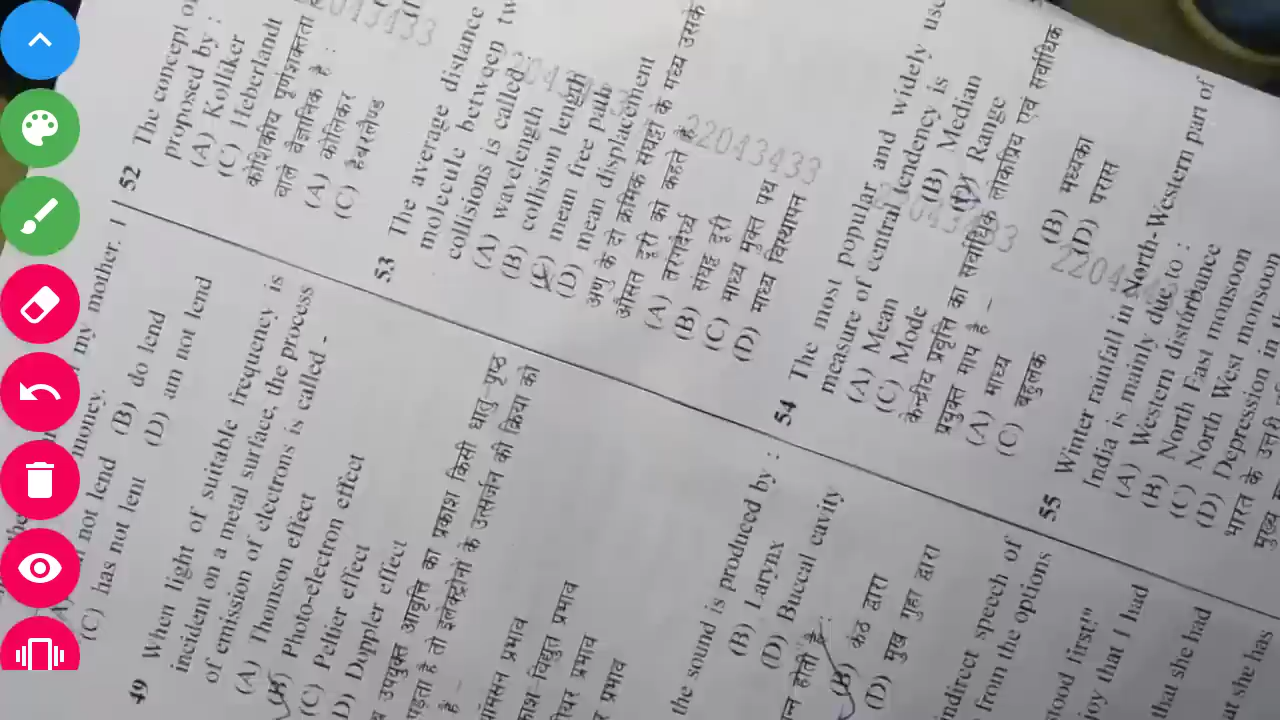 my mother. I
money.
not lend (B) do lend
(C) has not lent (D) am not lend
49 When light of suitable frequency is
incident on a metal surface, the process
of emission of electrons is called -
(A) Thomson effect
(B) Photo-electron effect
(C) Peltier effect
(D) Doppler effect
उपयुक्त आवृत्ति का प्रकाश किसी धातु-पृष्ठ
पड़ता है तो इलेक्ट्रोनों के उत्सर्जन की क्रिया को
है -
प्रभाव
विद्युत प्रभाव
प्रभाव
प्रभाव
the sound is produced by :
(B) Larynx
(D) Buccal cavity
होती है :
(B) कंठ द्वारा
(D) मुख गुहा द्वारा
indirect speech of
from the options
stood first!"
joy that I had
that she had
she has
52 The concept
proposed by :
(A) Kolliker
(C) Heberlandt
कोशिकीय पूर्णशक्तता
वाले वैज्ञानिक है :
(A) कोलिकर
(C) हैबरलैण्ड
53 The average distance
molecule between
collisions is called
(A) wavelength
(B) collision length
(C) mean free path
(D) mean displacement
अणु के दो क्रमिक संघट्टों के मध्य उसके
औसत दूरी को कहते है
(A) तरंगदैर्ध्य
(B) संघट्ट दूरी
(C) माध्य मुक्त पथ
(D) माध्य विस्थापन
54 The most popular and widely
measure of central tendency is
(A) Mean (B) Median
(C) Mode (D) Range
केन्द्रीय प्रवृत्ति का सर्वाधिक लोकप्रिय एवं सर्वाधिक
प्रयुक्त माप है -
(A) माध्य (B) मध्यका
(C) बहुलक (D) परास
55 Winter rainfall in North-Western part of
India is mainly due to :
(A) Western disturbance
(B) North East monsoon
(C) North West monsoon
(D) Depression in
भारत के
मुख्य
22043433